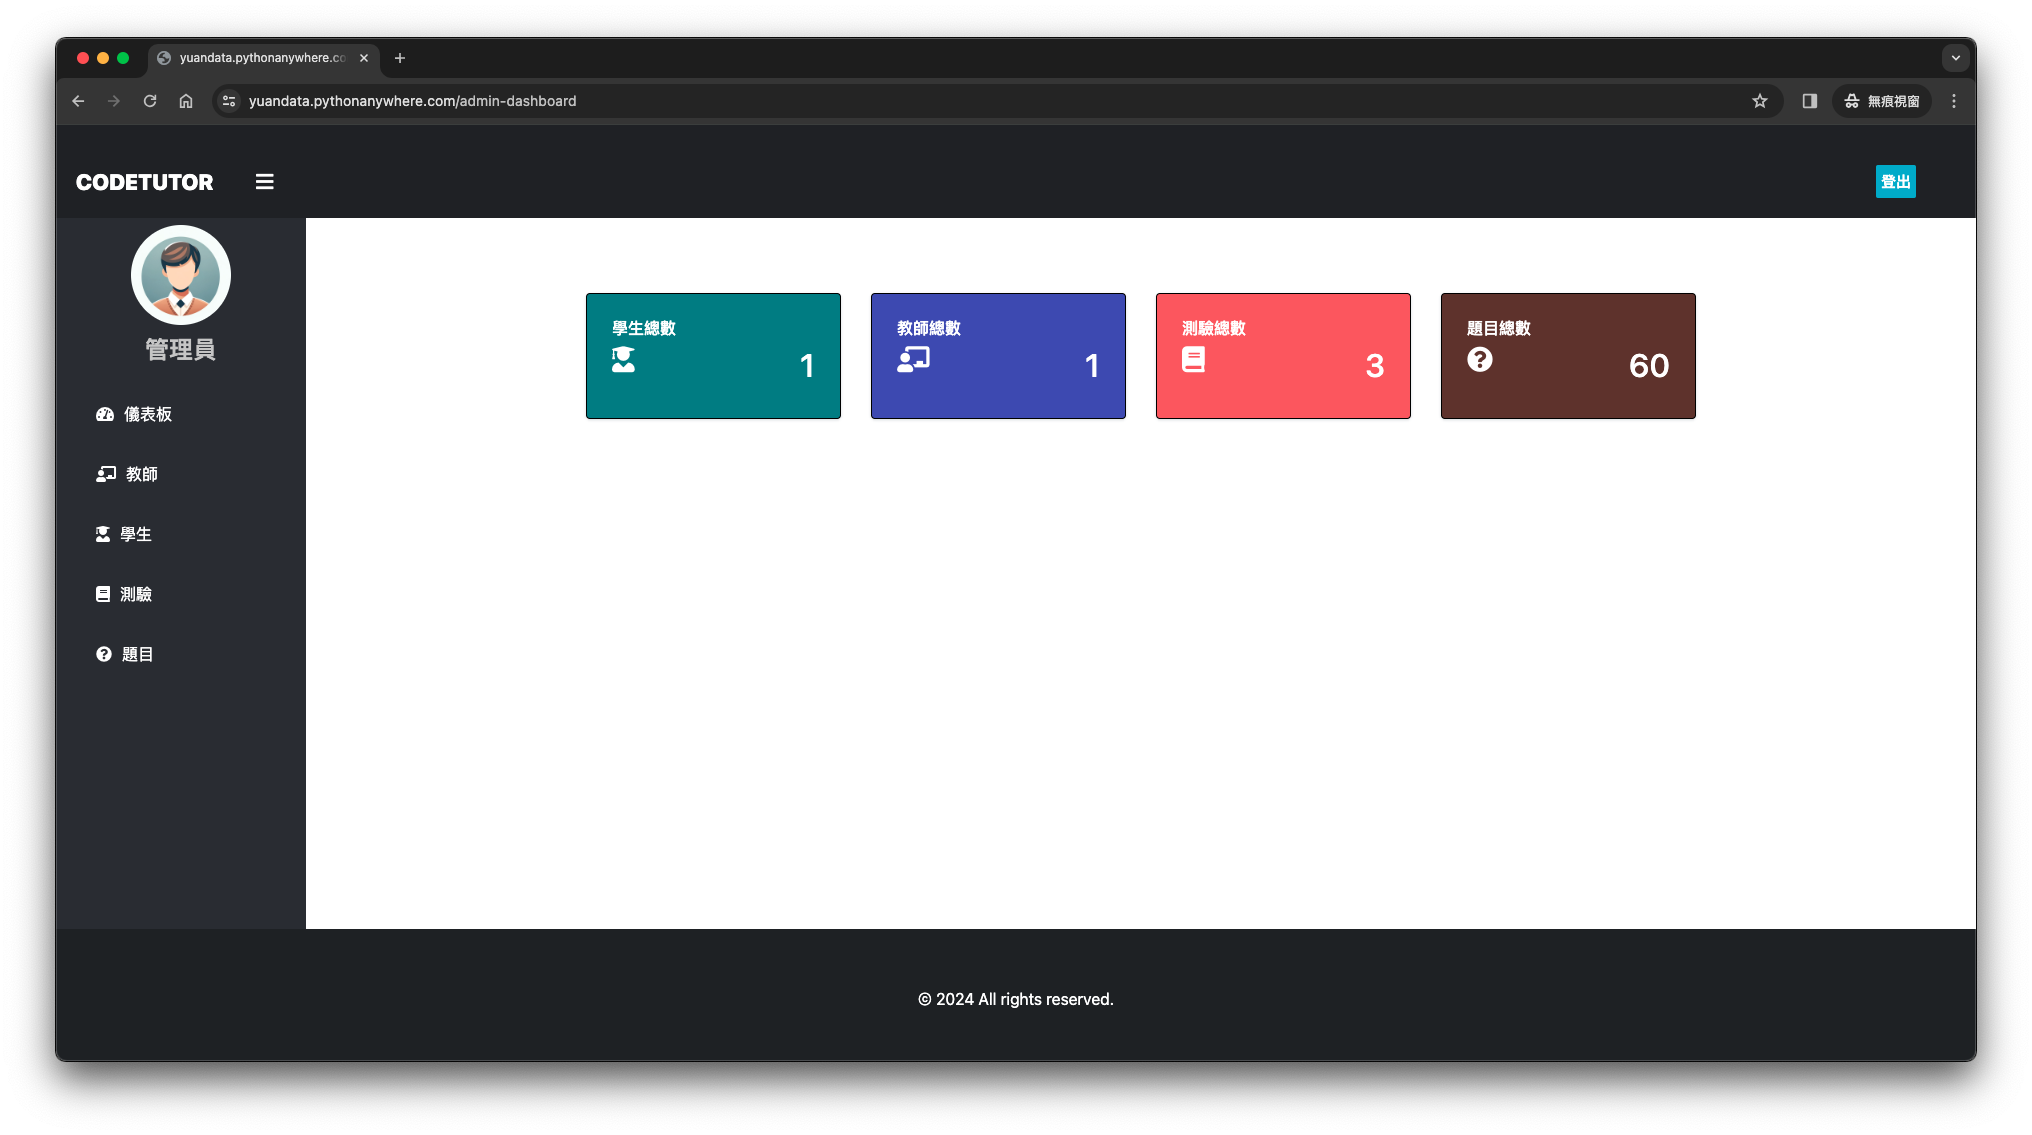 yuandata.pythonanywhere.co
yuandata.pythonanywhere.com/admin-dashboard
無痕視窗
CODETUTOR
登出
管理員
儀表板
教師
學生
測驗
題目
學生總數
1
教師總數
1
測驗總數
3
題目總數
60
© 2024 All rights reserved.